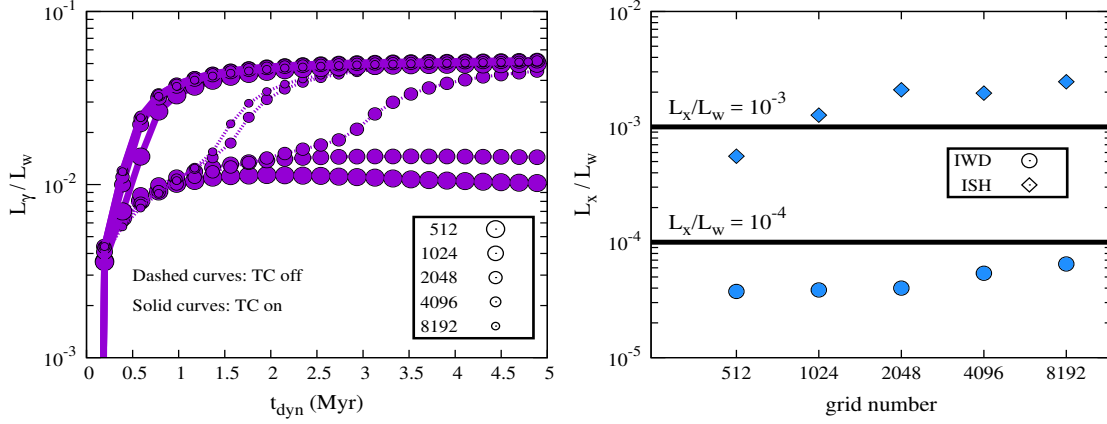 10⁻¹
10⁻²
10⁻³
L_γ / L_w
0 0.5 1 1.5 2 2.5 3 3.5 4 4.5 5
t_dyn (Myr)
Dashed curves: TC off
Solid curves: TC on
512
1024
2048
4096
8192
10⁻²
10⁻³
10⁻⁴
10⁻⁵
L_x / L_w
L_x/L_w = 10⁻³
L_x/L_w = 10⁻⁴
IWD
ISH
512 1024 2048 4096 8192
grid number